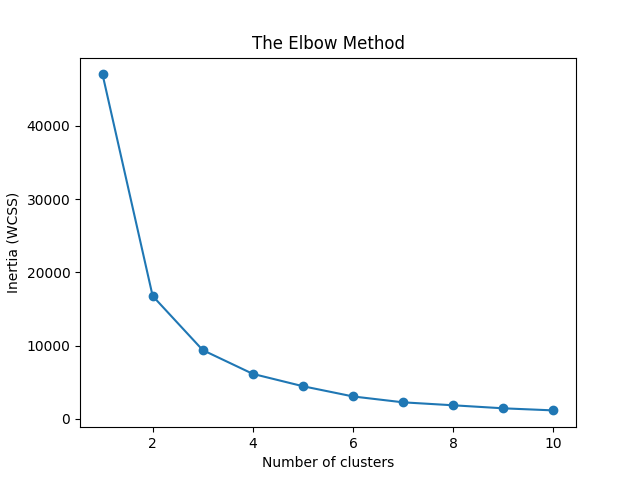 The Elbow Method
Inertia (WCSS)
40000
30000
20000
10000
0
2 4 6 8 10
Number of clusters